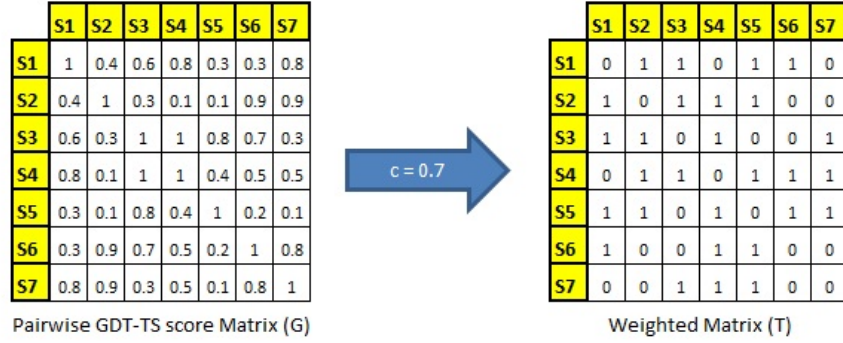 S1 S2 S3 S4 S5 S6 S7
S1 1 0.4 0.6 0.8 0.3 0.3 0.8
S2 0.4 1 0.3 0.1 0.1 0.9 0.9
S3 0.6 0.3 1 1 0.8 0.7 0.3
S4 0.8 0.1 1 1 0.4 0.5 0.5
S5 0.3 0.1 0.8 0.4 1 0.2 0.1
S6 0.3 0.9 0.7 0.5 0.2 1 0.8
S7 0.8 0.9 0.3 0.5 0.1 0.8 1
Pairwise GDT-TS score Matrix (G)
c = 0.7
S1 S2 S3 S4 S5 S6 S7
S1 0 1 1 0 1 1 0
S2 1 0 1 1 1 0 0
S3 1 1 0 1 0 0 1
S4 0 1 1 0 1 1 1
S5 1 1 0 1 0 1 1
S6 1 0 0 1 1 0 0
S7 0 0 1 1 1 0 0
Weighted Matrix (T)